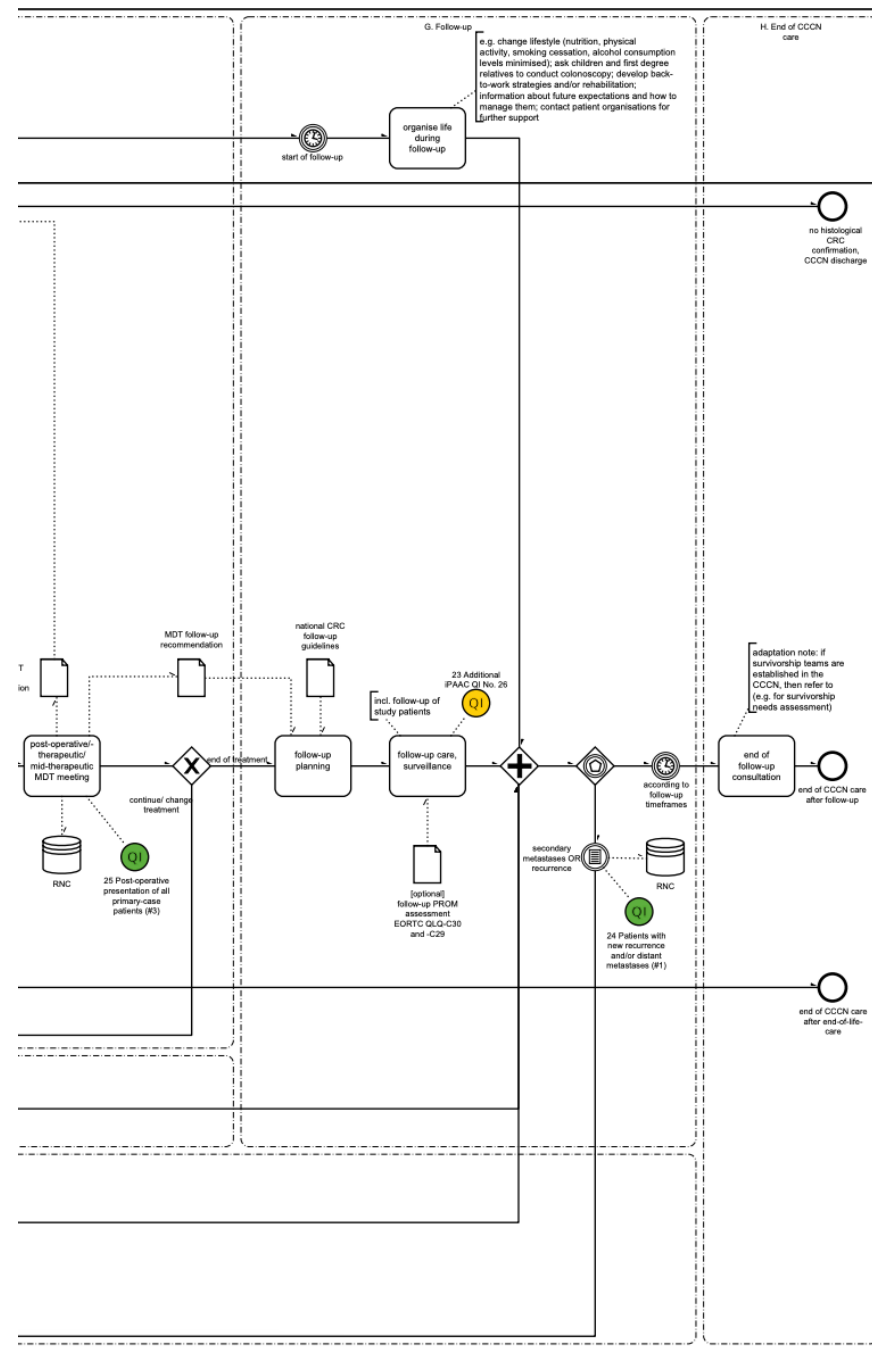 G. Follow-up
H. End of CCCN
care
e.g. change lifestyle (nutrition, physical
activity, smoking cessation, alcohol consumption
levels minimised); ask children and first degree
relatives to conduct colonoscopy; develop back-
to-work strategies and/or rehabilitation;
information about future expectations and how to
manage them; contact patient organisations for
further support
organise life
during
follow-up
start of follow-up
no histological
CRC
confirmation,
CCCN discharge
T
ion
MDT follow-up
recommendation
national CRC
follow-up
guidelines
incl. follow-up of
study patients
23 Additional
iPAAC QI No. 26
QI
adaptation note: if
survivorship teams are
established in the
CCCN, then refer to
(e.g. for survivorship
needs assessment)
post-operative/-
therapeutic/
mid-therapeutic
MDT meeting
X
end of treatment
follow-up
planning
follow-up care,
surveillance
according to
follow-up
timeframes
end of
follow-up
consultation
end of CCCN care
after follow-up
continue/ change
treatment
RNC
QI
25 Post-operative
presentation of all
primary-case
patients (#3)
[optional]
follow-up PROM
assessment
EORTC QLQ-C30
and -C29
secondary
metastases OR
recurrence
RNC
QI
24 Patients with
new recurrence
and/or distant
metastases (#1)
end of CCCN care
after end-of-life-
care